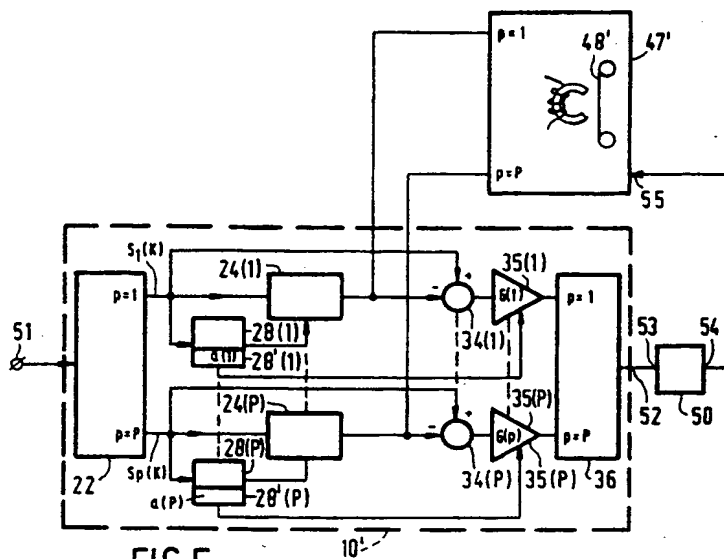 p=1
48'
47'
p=P
55
S₁(K)
24(1)
35(1)
51
p=1
-
+
G(1)
p=1
28(1)
34(1)
53
54
d(1)
28'(1)
52
50
24(P)
35(P)
p=P
-
+
G(p)
p=P
Sp(K)
28(P)
22
34(P)
35(P)
36
d(P)
28'(P)
10'
FIG.5